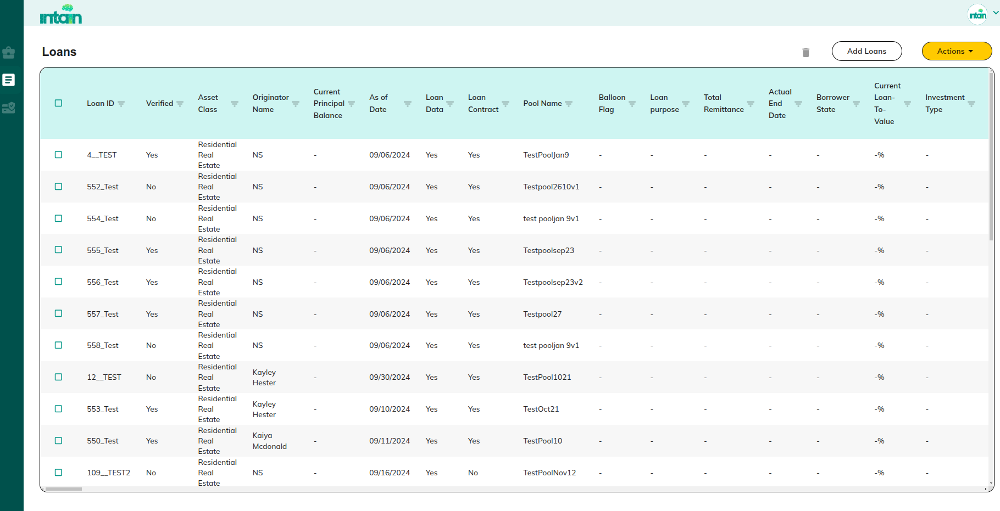 intain
intain
Loans
Add Loans
Actions
Loan ID Verified Asset Class Originator Name Current Principal Balance As of Date Loan Data Loan Contract Pool Name Balloon Flag Loan purpose Total Remittance Actual End Date Borrower State Current Loan-To-Value Investment Type
4__TEST Yes Residential Real Estate NS - 09/06/2024 Yes Yes TestPoolJan9 - - - - - -% -
552_Test No Residential Real Estate NS - 09/06/2024 Yes Yes Testpool2610v1 - - - - - -% -
554_Test No Residential Real Estate NS - 09/06/2024 Yes Yes test pooljan 9v1 - - - - - -% -
555_Test Yes Residential Real Estate NS - 09/06/2024 Yes Yes Testpoolsep23 - - - - - -% -
556_Test Yes Residential Real Estate NS - 09/06/2024 Yes Yes Testpoolsep23v2 - - - - - -% -
557_Test Yes Residential Real Estate NS - 09/06/2024 Yes Yes Testpool27 - - - - - -% -
558_Test No Residential Real Estate NS - 09/06/2024 Yes Yes test pooljan 9v1 - - - - - -% -
12__TEST No Residential Real Estate Kayley Hester - 09/30/2024 Yes Yes TestPool1021 - - - - - -% -
553_Test Yes Residential Real Estate Kayley Hester - 09/10/2024 Yes Yes TestOct21 - - - - - -% -
550_Test Yes Residential Real Estate Kaiya Mcdonald - 09/11/2024 Yes Yes TestPool10 - - - - - -% -
109__TEST2 No Residential Real Estate NS - 09/16/2024 Yes No TestPoolNov12 - - - - - -% -